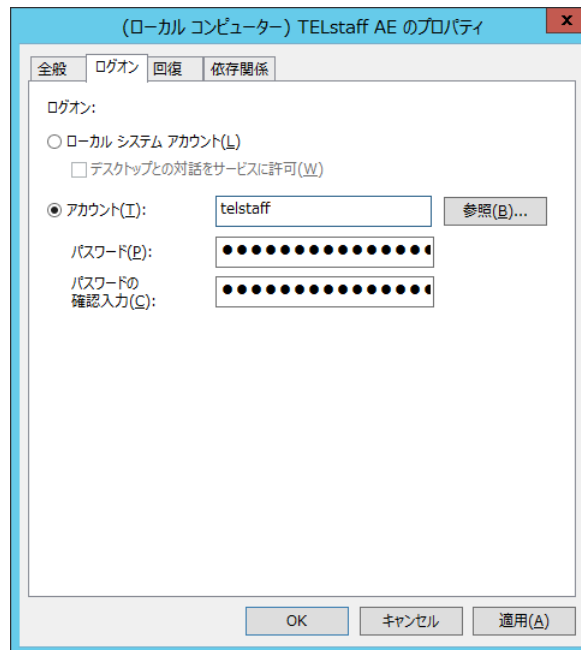 (ローカル コンピューター) TELstaff AE のプロパティ
x
全般 ログオン 回復 依存関係
ログオン:
ローカル システム アカウント(L)
デスクトップとの対話をサービスに許可(W)
アカウント(T): telstaff 参照(B)...
パスワード(P): ●●●●●●●●●●●●●●●
パスワードの
確認入力(C): ●●●●●●●●●●●●●●●
OK キャンセル 適用(A)